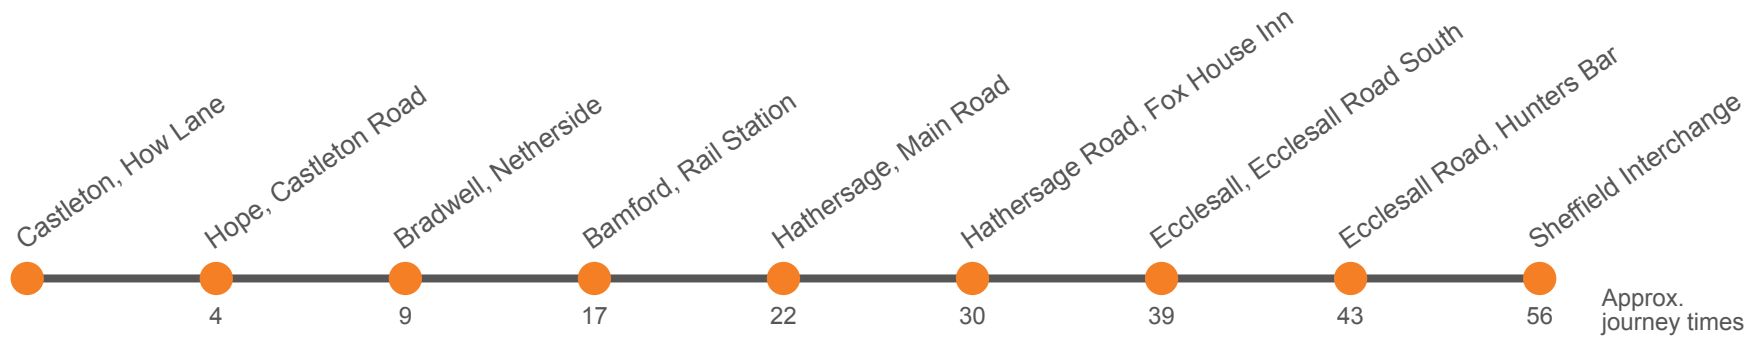 Castleton, How Lane
Hope, Castleton Road
Bradwell, Netherside
Bamford, Rail Station
Hathersage, Main Road
Hathersage Road, Fox House Inn
Ecclesall, Ecclesall Road South
Ecclesall Road, Hunters Bar
Sheffield Interchange
4
9
17
22
30
39
43
56
Approx.
journey times